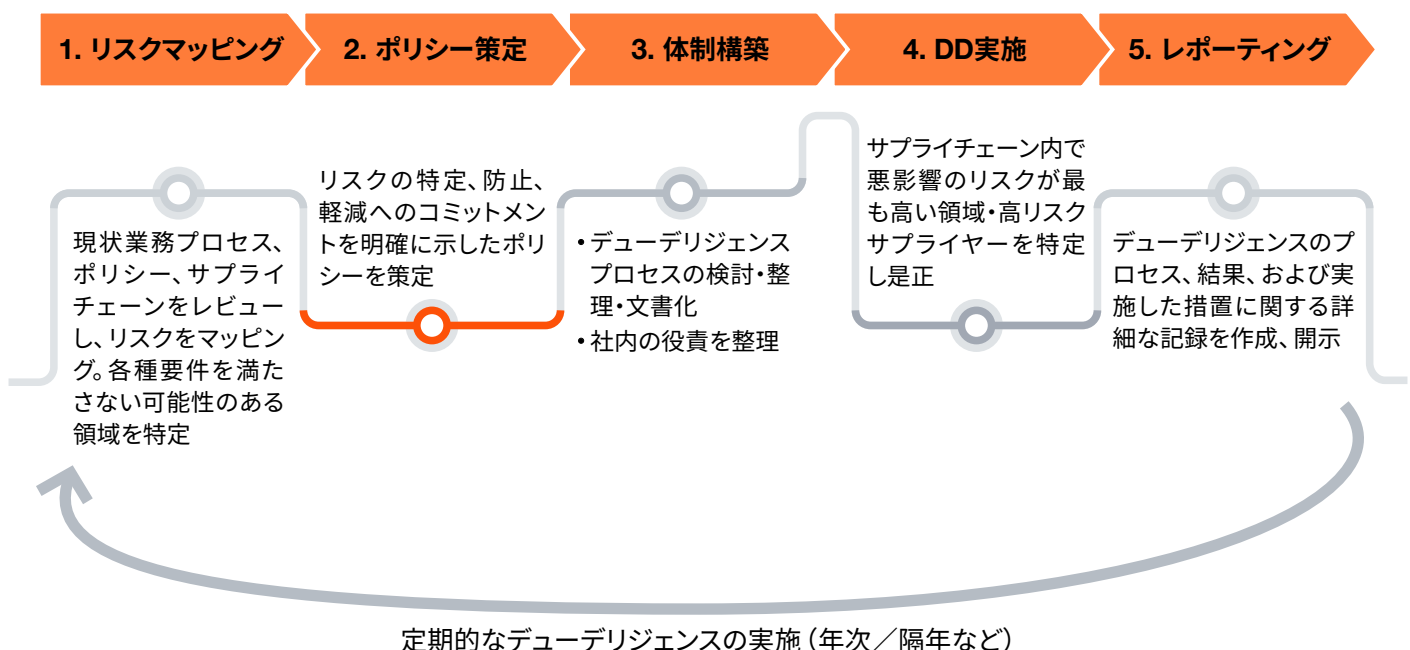 1. リスクマッピング
2. ポリシー策定
3. 体制構築
4. DD実施
5. レポーティング
現状業務プロセス、
ポリシー、サプライ
チェーンをレビュー
し、リスクをマッピン
グ。各種要件を満た
さない可能性のある
領域を特定
リスクの特定、防止、
軽減へのコミットメン
トを明確に示したポリ
シーを策定
•デューデリジェンス
プロセスの検討・整
理・文書化
•社内の役責を整理
サプライチェーン内で
悪影響のリスクが最
も高い領域・高リスク
サプライヤーを特定
し是正
デューデリジェンスのプ
ロセス、結果、および実
施した措置に関する詳
細な記録を作成、開示
定期的なデューデリジェンスの実施（年次／隔年など）